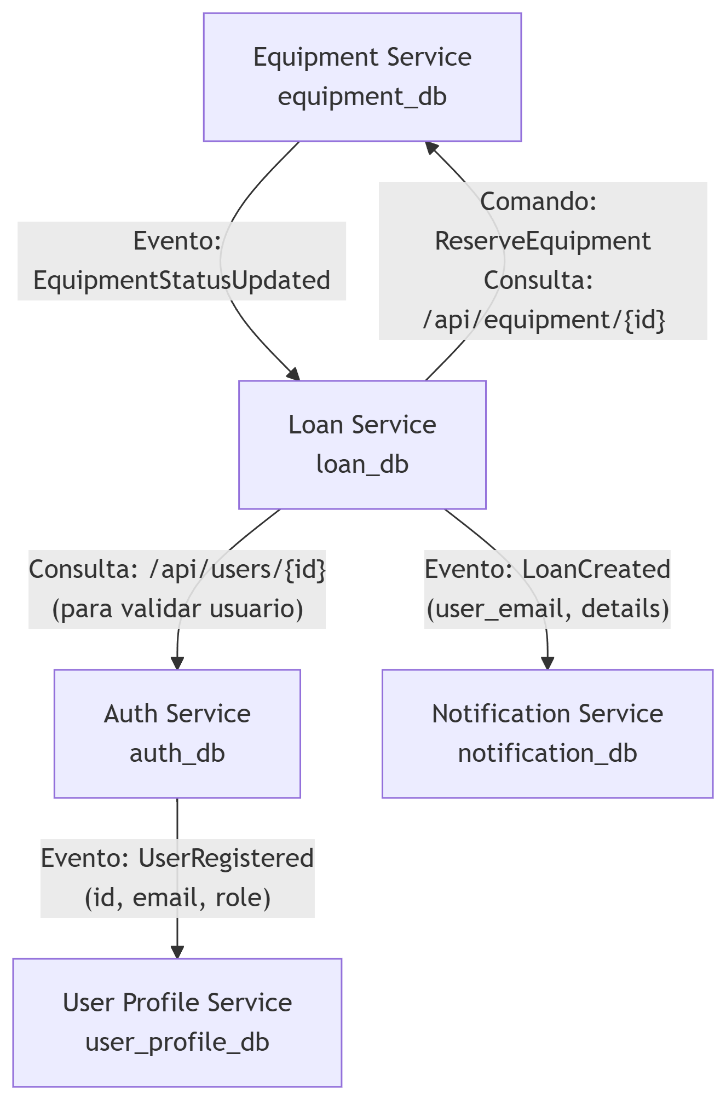 Equipment Service
equipment_db
Evento:
EquipmentStatusUpdated
Comando:
ReserveEquipment
Consulta:
/api/equipment/{id}
Loan Service
loan_db
Consulta: /api/users/{id}
(para validar usuario)
Evento: LoanCreated
(user_email, details)
Auth Service
auth_db
Notification Service
notification_db
Evento: UserRegistered
(id, email, role)
User Profile Service
user_profile_db